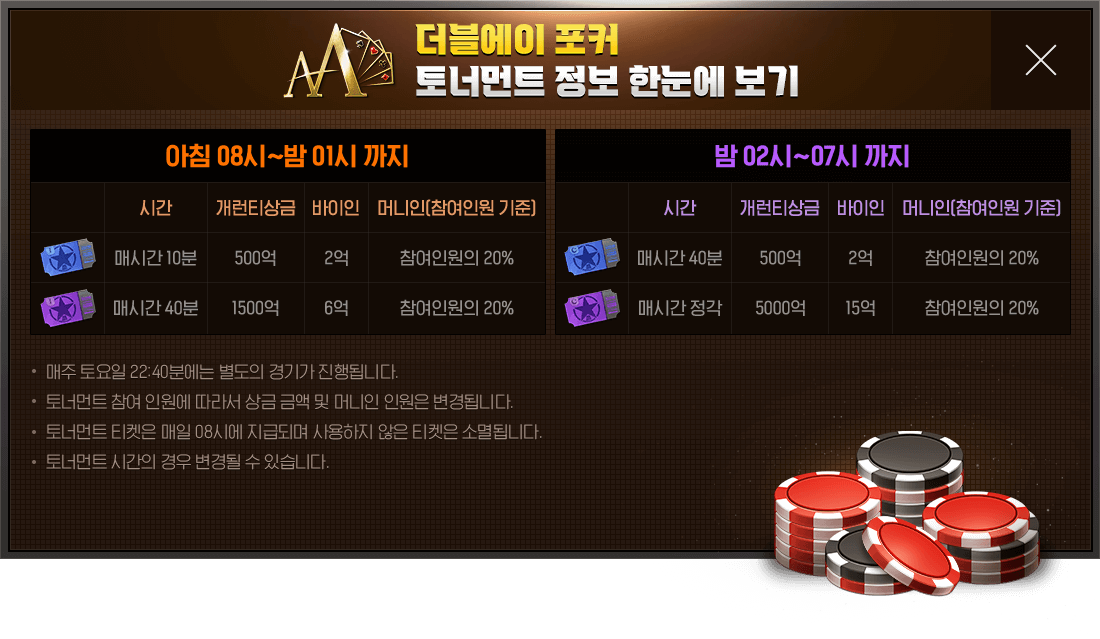 더블에이 포커
토너먼트 정보 한눈에 보기
아침 08시~밤 01시 까지
시간 개런티상금 바이인 머니인(참여인원 기준)
매시간 10분 500억 2억 참여인원의 20%
매시간 40분 1500억 6억 참여인원의 20%
밤 02시~07시 까지
시간 개런티상금 바이인 머니인(참여인원 기준)
매시간 40분 500억 2억 참여인원의 20%
매시간 정각 5000억 15억 참여인원의 20%
• 매주 토요일 22:40분에는 별도의 경기가 진행됩니다.
• 토너먼트 참여 인원에 따라서 상금 금액 및 머니인 인원은 변경됩니다.
• 토너먼트 티켓은 매일 08시에 지급되며 사용하지 않은 티켓은 소멸됩니다.
• 토너먼트 시간의 경우 변경될 수 있습니다.